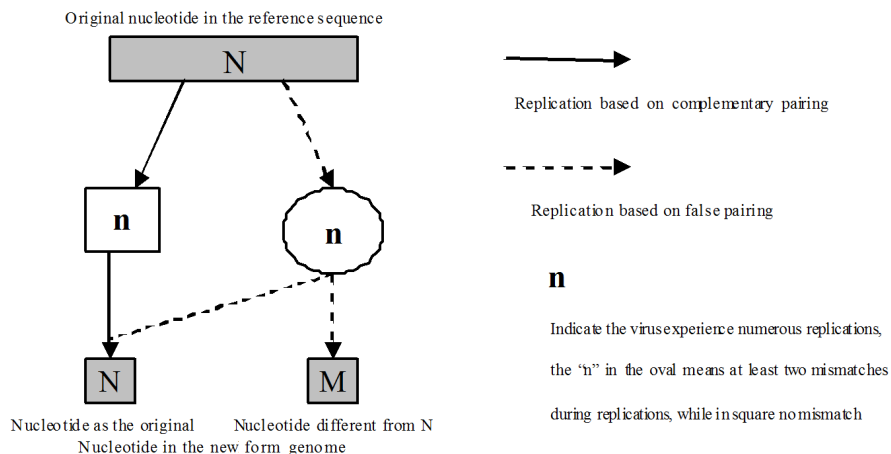 Original nucleotide in the reference sequence
N
Replication based on complementary pairing
n
n
Replication based on false pairing
n
Indicate the virus experience numerous replications,
the “n” in the oval means at least two mismatches
during replications, while in square no mismatch
N
M
Nucleotide as the original
Nucleotide different from N
Nucleotide in the new form genome